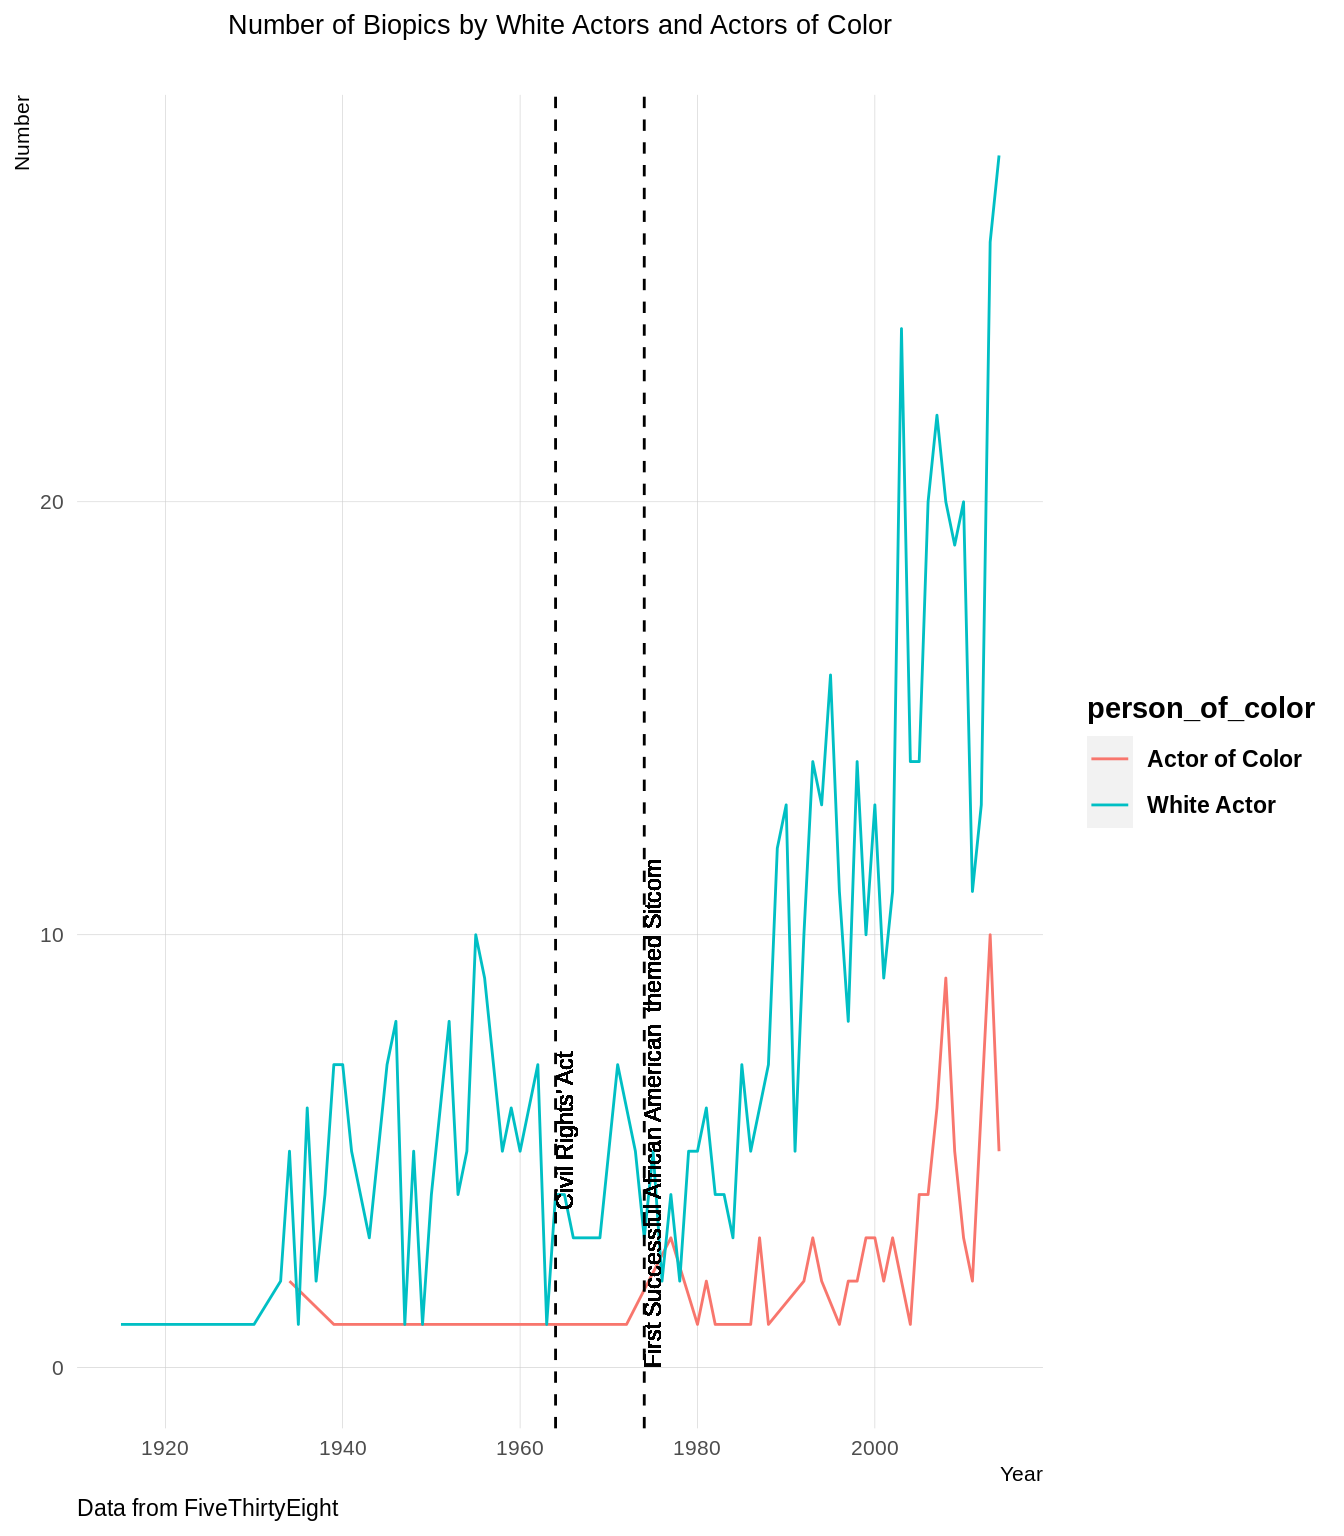 Number of Biopics by White Actors and Actors of Color
Number
20
10
0
Civil Rights' Act
First Successful African American  themed Sitcom
person_of_color
Actor of Color
White Actor
1920 1940 1960 1980 2000
Year
Data from FiveThirtyEight